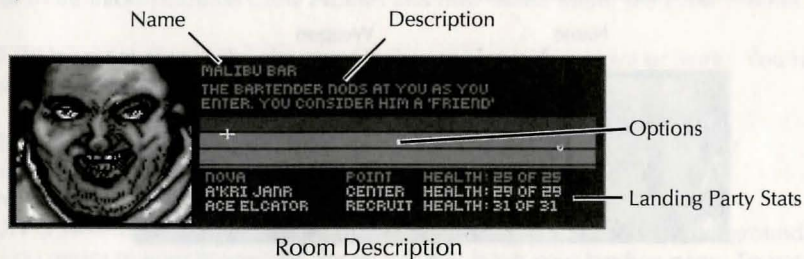 Name
Description
MALIBU BAR
THE BARTENDER NODS AT YOU AS YOU
ENTER. YOU CONSIDER HIM A 'FRIEND'
Options
NOVA POINT HEALTH: 25 OF 25
A'KRI JANR CENTER HEALTH: 29 OF 29
ACE ELCATOR RECRUIT HEALTH: 31 OF 31
Landing Party Stats
Room Description